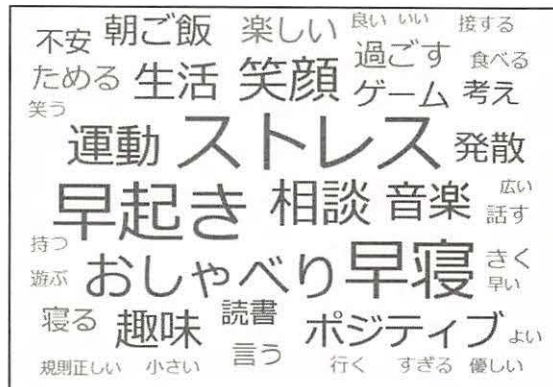 不安 朝ご飯 楽しい 良い いい 接する
ためる 生活 笑顔 過ごす 食べる
笑う ゲーム 考え
運動 ストレス 発散
早起き 相談 音楽 広い
話す
持つ おしゃべり 早寝 きく
遊ぶ 早い
寝る 趣味 読書 ポジティブ よい
言う
規則正しい 小さい 行く すぎる 優しい